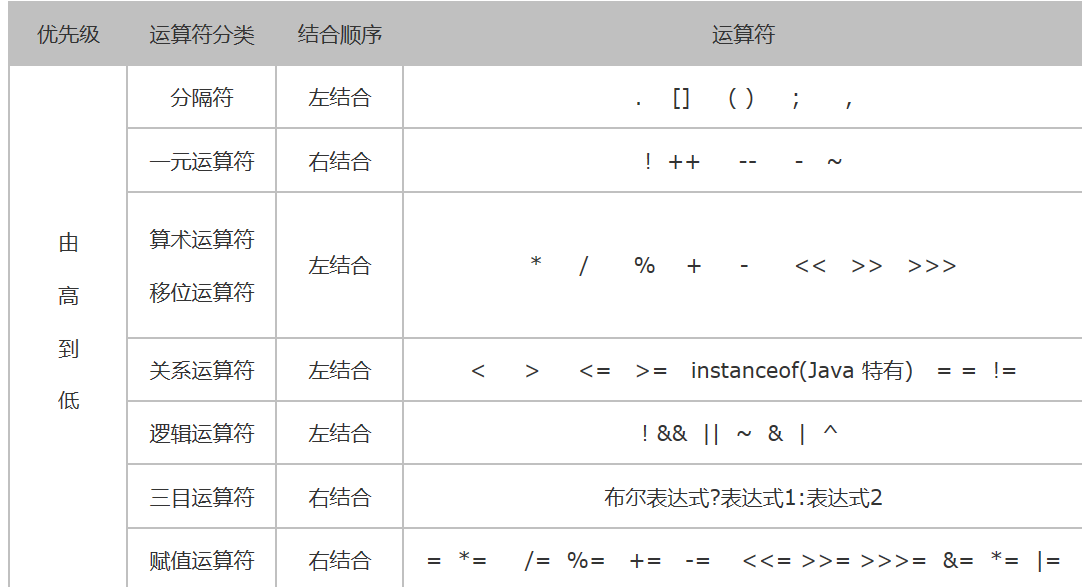 优先级 运算符分类 结合顺序 运算符
由
高
到
低
分隔符 左结合 . [] ( ) ; ,
一元运算符 右结合 ! ++ -- - ~
算术运算符
移位运算符
左结合 * / % + - << >> >>>
关系运算符 左结合 < > <= >= instanceof(Java 特有) = = !=
逻辑运算符 左结合 ! && || ~ & | ^
三目运算符 右结合 布尔表达式?表达式1:表达式2
赋值运算符 右结合 = *= /= %= += -= <<= >>= >>>= &= *= |=